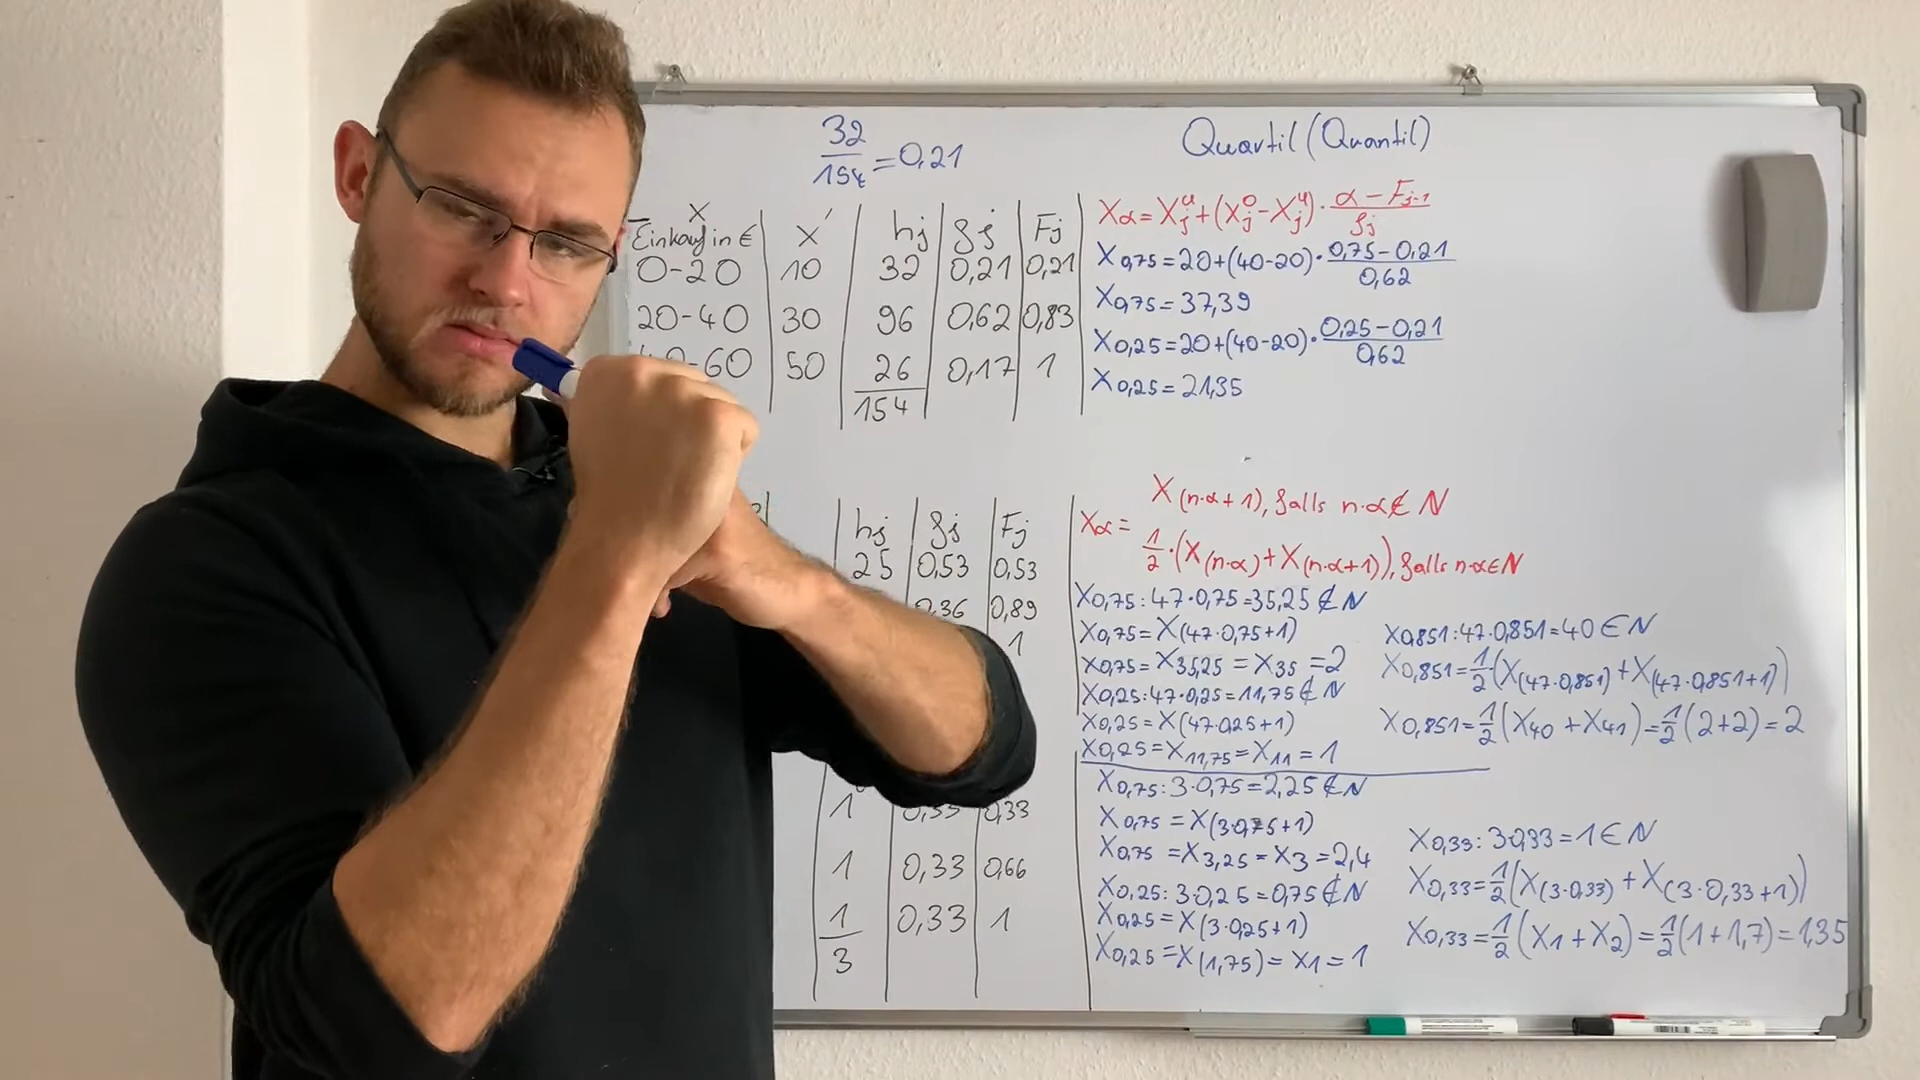 32
154 = 0,21
Quartil (Quantil)
X
Einkauf in € X' hj fj Fj
0-20 10 32 0,21 0,21
20-40 30 96 0,62 0,83
-60 50 26 0,17 1
154
Xα = Xj^u + (Xj^o - Xj^u) · (α - Fj-1)/fj
X0,75 = 20+(40-20) · (0,75-0,21)/0,62
X0,75 = 37,39
X0,25 = 20+(40-20) · (0,25-0,21)/0,62
X0,25 = 21,35
hj fj Fj
25 0,53 0,53
0,36 0,89
1
1 0,33 0,33
1 0,33 0,66
1 0,33 1
3
X(n·α+1), falls n·α∉N
Xα =
1/2·(X(n·α)+X(n·α+1)), falls n·α∈N
X0,75: 47·0,75=35,25 ∉ N
X0,75 = X(47·0,75+1)
X0,75 = X35,25 = X35 = 2
X0,25: 47·0,25=11,75 ∉ N
X0,25 = X(47·0,25+1)
X0,25 = X11,75 = X11 = 1
X0,851: 47·0,851=40 ∈ N
X0,851 = 1/2(X(47·0,851) + X(47·0,851+1))
X0,851 = 1/2(X40 + X41) = 1/2(2+2) = 2
X0,75: 3·0,75=2,25 ∉ N
X0,75 = X(3·0,75+1)
X0,75 = X3,25 = X3 = 2,4
X0,25: 3·0,25=0,75 ∉ N
X0,25 = X(3·0,25+1)
X0,25 = X(1,75) = X1 = 1
X0,33: 3·0,33=1 ∈ N
X0,33 = 1/2(X(3·0,33) + X(3·0,33+1))
X0,33 = 1/2(X1 + X2) = 1/2(1+1,7) = 1,35